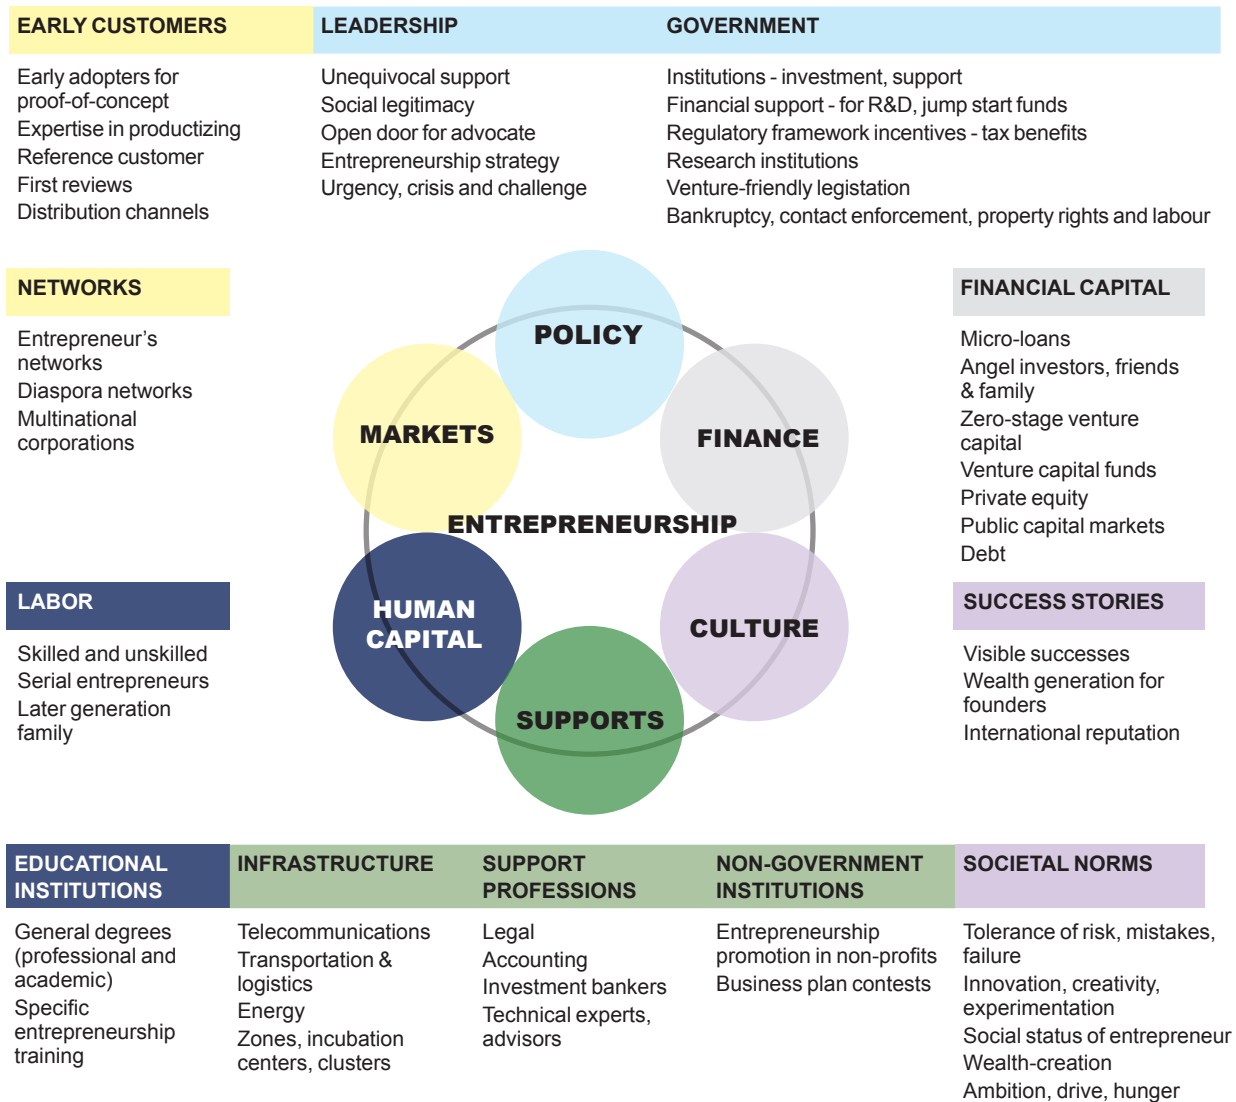 EARLY CUSTOMERS
Early adopters for
proof-of-concept
Expertise in productizing
Reference customer
First reviews
Distribution channels
LEADERSHIP
Unequivocal support
Social legitimacy
Open door for advocate
Entrepreneurship strategy
Urgency, crisis and challenge
GOVERNMENT
Institutions - investment, support
Financial support - for R&D, jump start funds
Regulatory framework incentives - tax benefits
Research institutions
Venture-friendly legistation
Bankruptcy, contact enforcement, property rights and labour
NETWORKS
Entrepreneur’s
networks
Diaspora networks
Multinational
corporations
POLICY
MARKETS
FINANCE
ENTREPRENEURSHIP
HUMAN
CAPITAL
CULTURE
SUPPORTS
FINANCIAL CAPITAL
Micro-loans
Angel investors, friends
& family
Zero-stage venture
capital
Venture capital funds
Private equity
Public capital markets
Debt
LABOR
Skilled and unskilled
Serial entrepreneurs
Later generation
family
SUCCESS STORIES
Visible successes
Wealth generation for
founders
International reputation
EDUCATIONAL
INSTITUTIONS
General degrees
(professional and
academic)
Specific
entrepreneurship
training
INFRASTRUCTURE
Telecommunications
Transportation &
logistics
Energy
Zones, incubation
centers, clusters
SUPPORT
PROFESSIONS
Legal
Accounting
Investment bankers
Technical experts,
advisors
NON-GOVERNMENT
INSTITUTIONS
Entrepreneurship
promotion in non-profits
Business plan contests
SOCIETAL NORMS
Tolerance of risk, mistakes,
failure
Innovation, creativity,
experimentation
Social status of entrepreneur
Wealth-creation
Ambition, drive, hunger